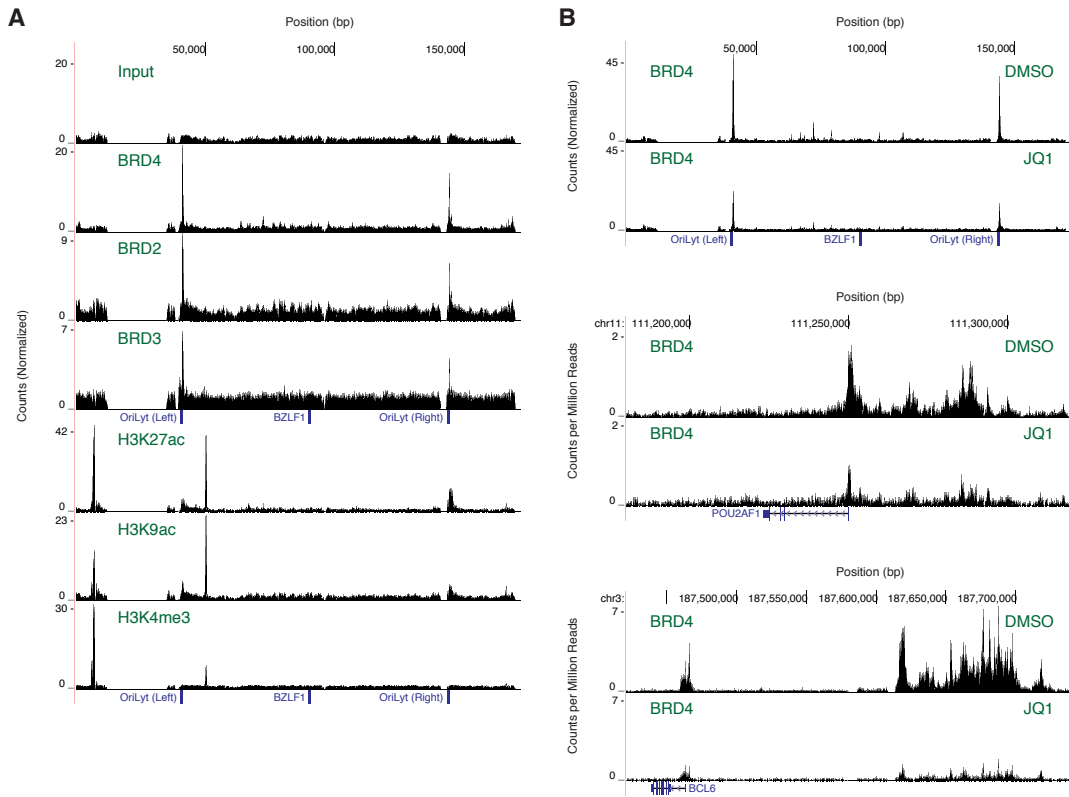 A
Position (bp)
50,000 100,000 150,000
Counts (Normalized)
20
Input
0
20
BRD4
0
9
BRD2
0
7
BRD3
0
OriLyt (Left) BZLF1 OriLyt (Right)
42
H3K27ac
0
23
H3K9ac
0
30
H3K4me3
0
OriLyt (Left) BZLF1 OriLyt (Right)
B
Position (bp)
50,000 100,000 150,000
Counts (Normalized)
45
BRD4 DMSO
0
45
BRD4 JQ1
0
OriLyt (Left) BZLF1 OriLyt (Right)
Position (bp)
chr11: 111,200,000 111,250,000 111,300,000
Counts per Million Reads
2
BRD4 DMSO
0
2
BRD4 JQ1
0
POU2AF1
Position (bp)
chr3: 187,500,000 187,550,000 187,600,000 187,650,000 187,700,000
Counts per Million Reads
7
BRD4 DMSO
0
7
BRD4 JQ1
0
BCL6